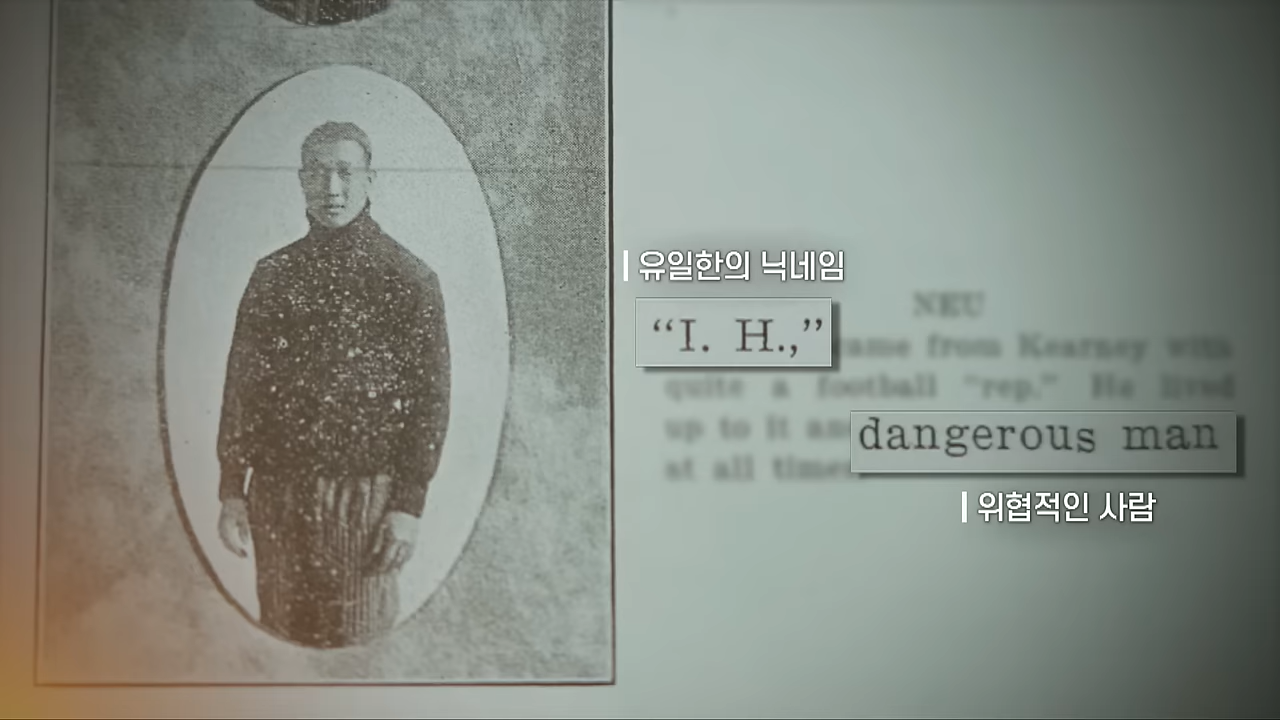 유일한의 닉네임
NEU
“I. H.,” came from Kearney with
quite a football “rep.” He lived
up to it and dangerous man
at all times
위협적인 사람